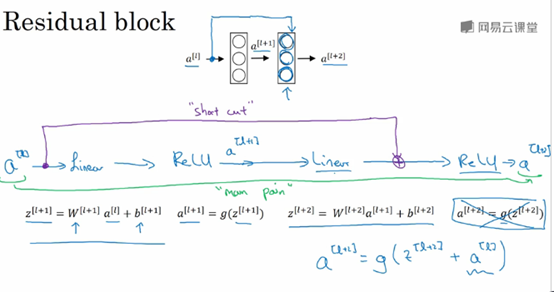 Residual block
网易云课堂
a^[l] a^[l+1] a^[l+2]
"short cut"
a^[l] → Linear → ReLU a^[l+1] → Linear → ⊕ → ReLU → a^[l+2]
"main path"
z^[l+1] = W^[l+1] a^[l] + b^[l+1] a^[l+1] = g(z^[l+1]) z^[l+2] = W^[l+2] a^[l+1] + b^[l+2] a^[l+2] = g(z^[l+2])
a^[l+2] = g(z^[l+2] + a^[l])